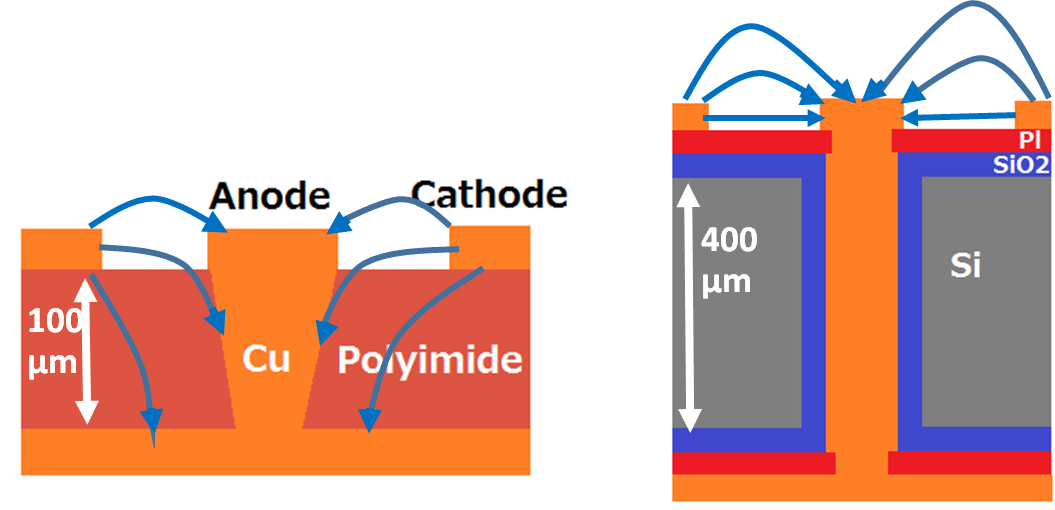 Anode
Cathode
100
μm
Cu
Polyimide
PI
SiO2
400
μm
Si